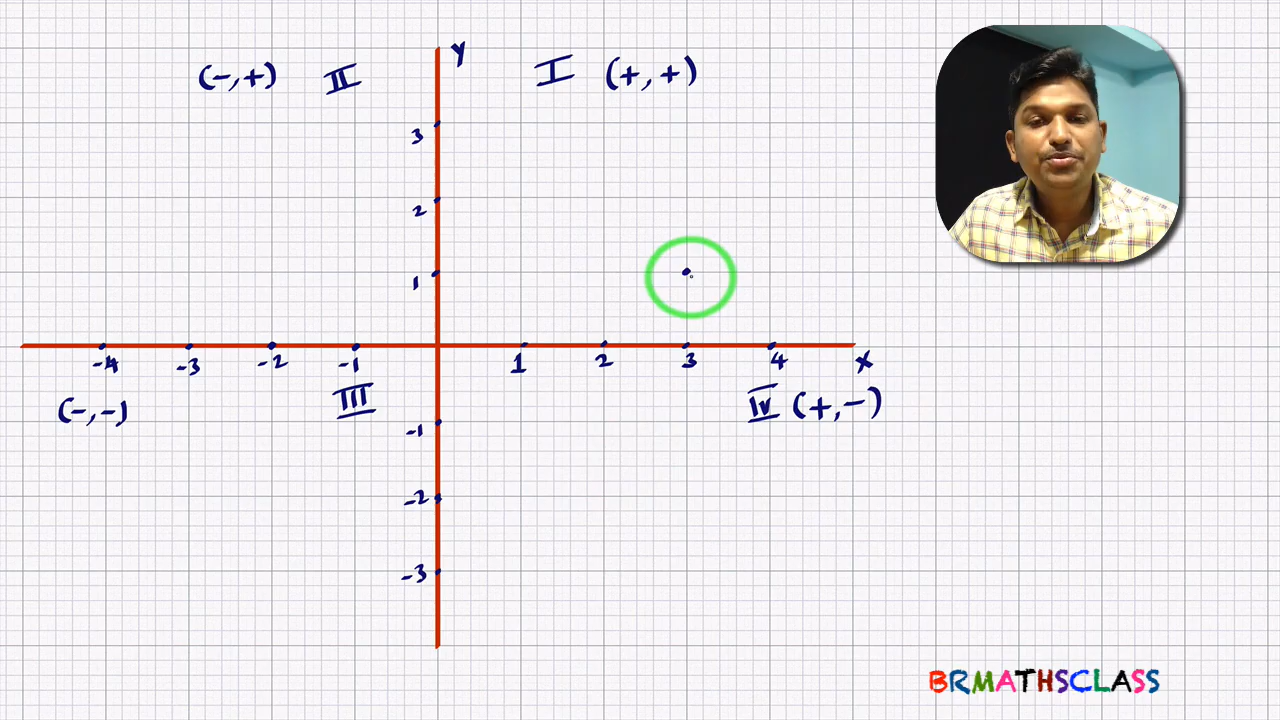 Y
(-,+) II
I (+,+)
3
2
1
-4 -3 -2 -1 1 2 3 4 X
(-,-) III
IV (+,-)
-1
-2
-3
BRMATHSCLASS